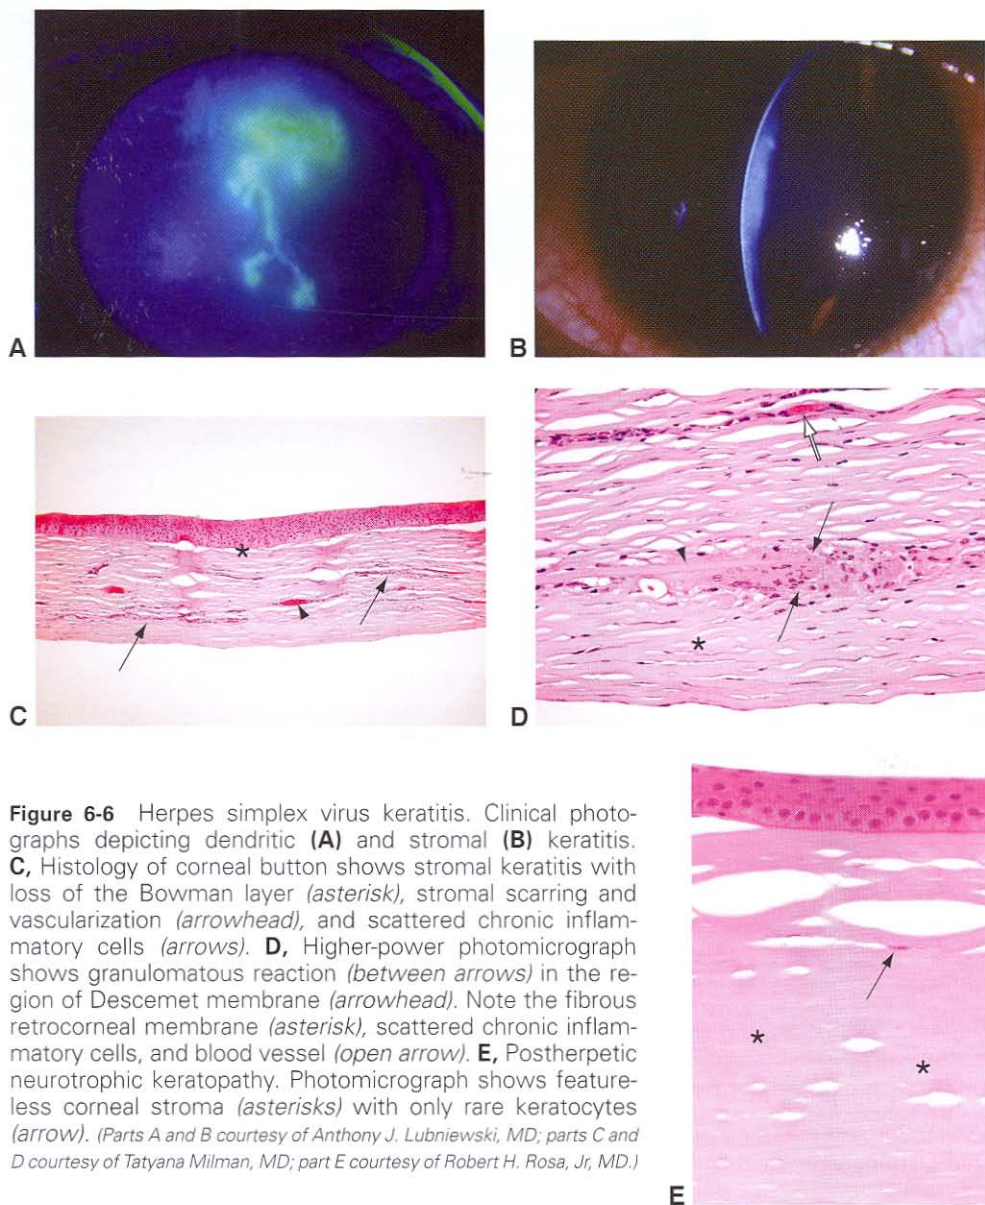 A
B
C
D
Figure 6-6 Herpes simplex virus keratitis. Clinical photo-
graphs depicting dendritic (A) and stromal (B) keratitis.
C, Histology of corneal button shows stromal keratitis with
loss of the Bowman layer (asterisk), stromal scarring and
vascularization (arrowhead), and scattered chronic inflam-
matory cells (arrows). D, Higher-power photomicrograph
shows granulomatous reaction (between arrows) in the re-
gion of Descemet membrane (arrowhead). Note the fibrous
retrocorneal membrane (asterisk), scattered chronic inflam-
matory cells, and blood vessel (open arrow). E, Postherpetic
neurotrophic keratopathy. Photomicrograph shows feature-
less corneal stroma (asterisks) with only rare keratocytes
(arrow). (Parts A and B courtesy of Anthony J. Lubniewski, MD; parts C and
D courtesy of Tatyana Milman, MD; part E courtesy of Robert H. Rosa, Jr, MD.)
E